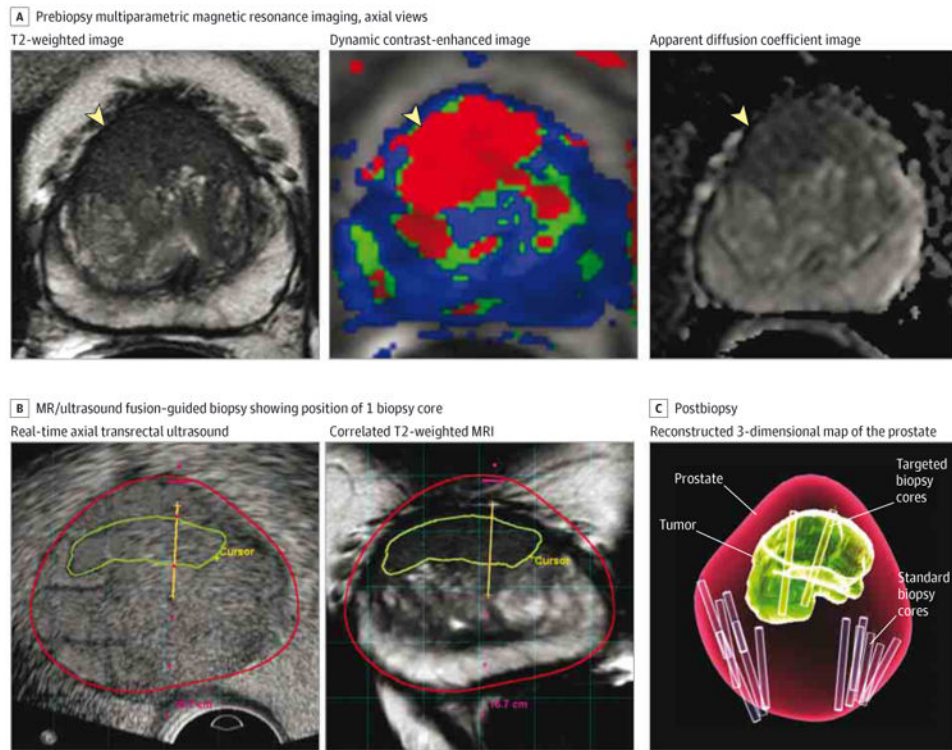 A Prebiopsy multiparametric magnetic resonance imaging, axial views
T2-weighted image
Dynamic contrast-enhanced image
Apparent diffusion coefficient image
B MR/ultrasound fusion-guided biopsy showing position of 1 biopsy core
Real-time axial transrectal ultrasound
Correlated T2-weighted MRI
Cursor
Cursor
16.7 cm
C Postbiopsy
Reconstructed 3-dimensional map of the prostate
Prostate
Tumor
Targeted
biopsy
cores
Standard
biopsy
cores